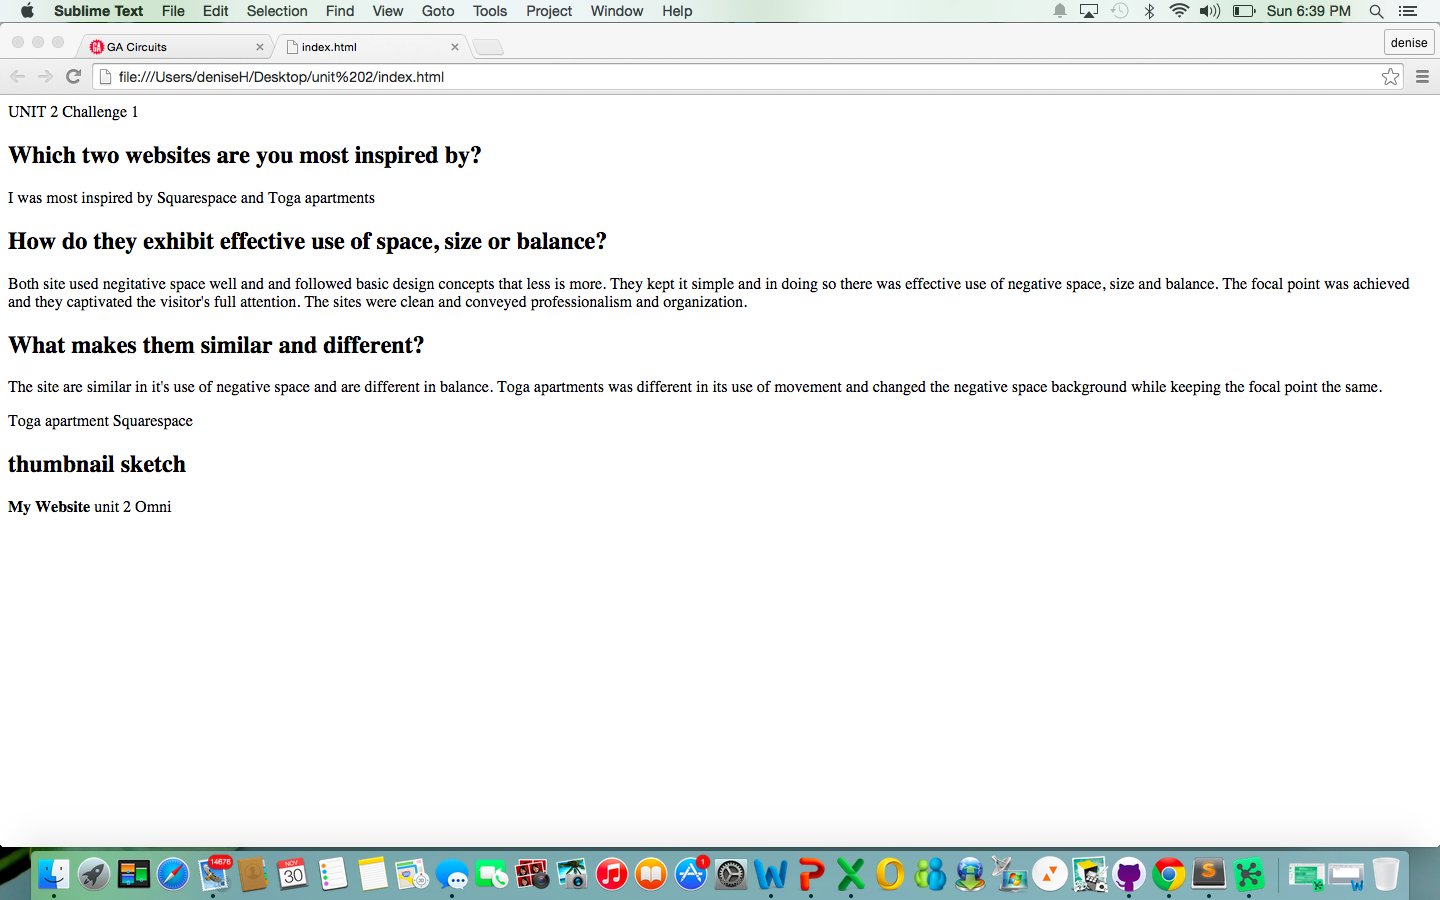 Sublime Text File Edit Selection Find View Goto Tools Project Window Help Sun 6:39 PM
GA GA Circuits index.html denise
file:///Users/deniseH/Desktop/unit%202/index.html
UNIT 2 Challenge 1
Which two websites are you most inspired by?
I was most inspired by Squarespace and Toga apartments
How do they exhibit effective use of space, size or balance?
Both site used negitative space well and and followed basic design concepts that less is more. They kept it simple and in doing so there was effective use of negative space, size and balance. The focal point was achieved
and they captivated the visitor's full attention. The sites were clean and conveyed professionalism and organization.
What makes them similar and different?
The site are similar in it's use of negative space and are different in balance. Toga apartments was different in its use of movement and changed the negative space background while keeping the focal point the same.
Toga apartment Squarespace
thumbnail sketch
My Website unit 2 Omni
14676 NOV 30 1